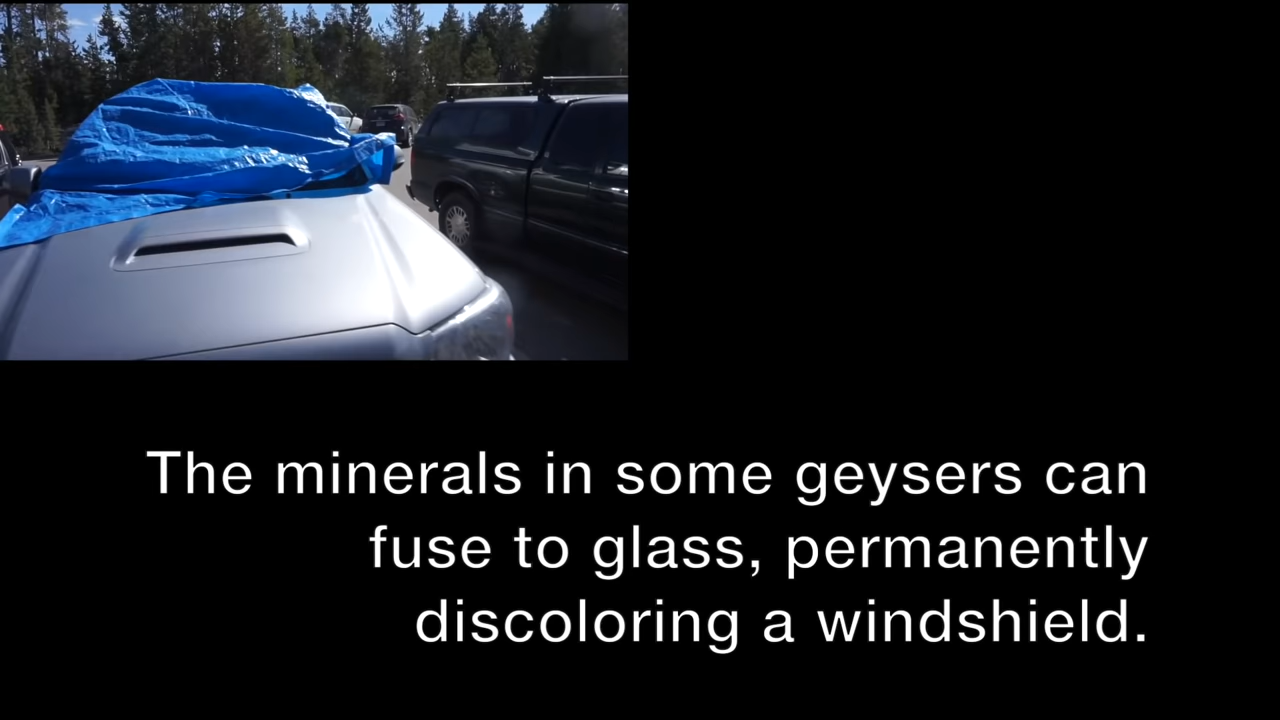 The minerals in some geysers can
fuse to glass, permanently
discoloring a windshield.